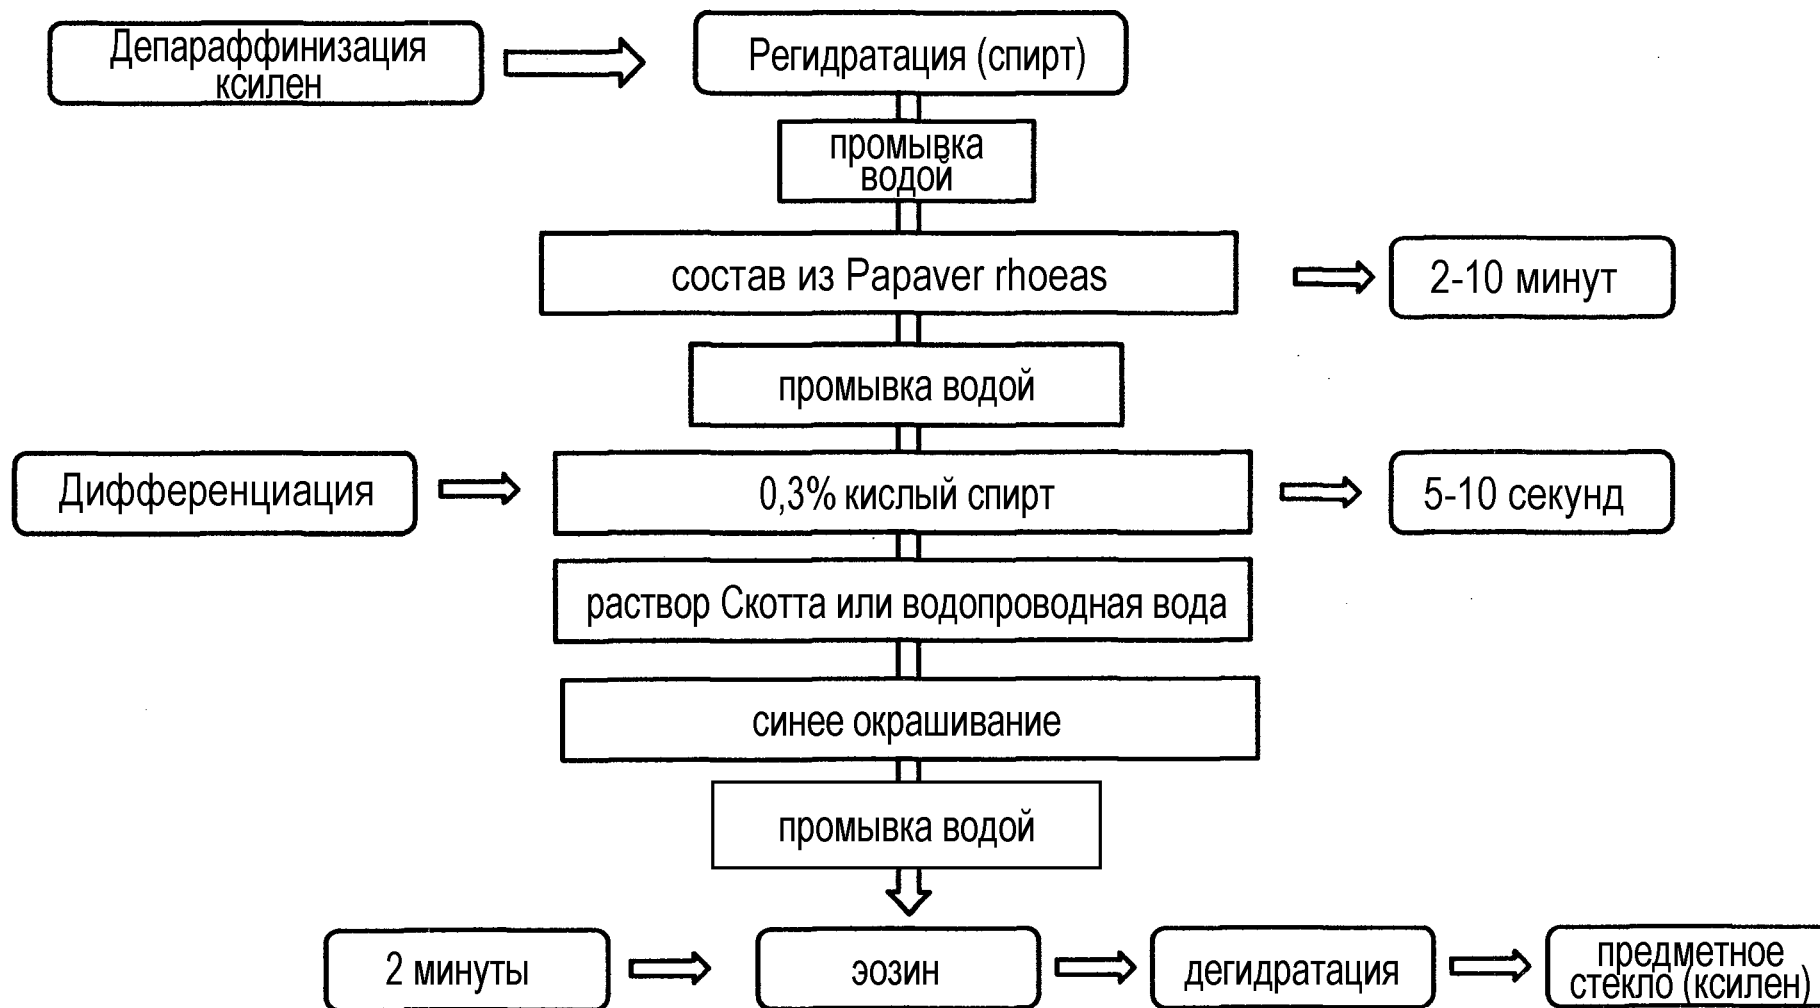 Депараффинизация
ксилен
Регидратация (спирт)
промывка
водой
состав из Papaver rhoeas
2-10 минут
промывка водой
Дифференциация
0,3% кислый спирт
5-10 секунд
раствор Скотта или водопроводная вода
синее окрашивание
промывка водой
2 минуты
эозин
дегидратация
предметное
стекло (ксилен)